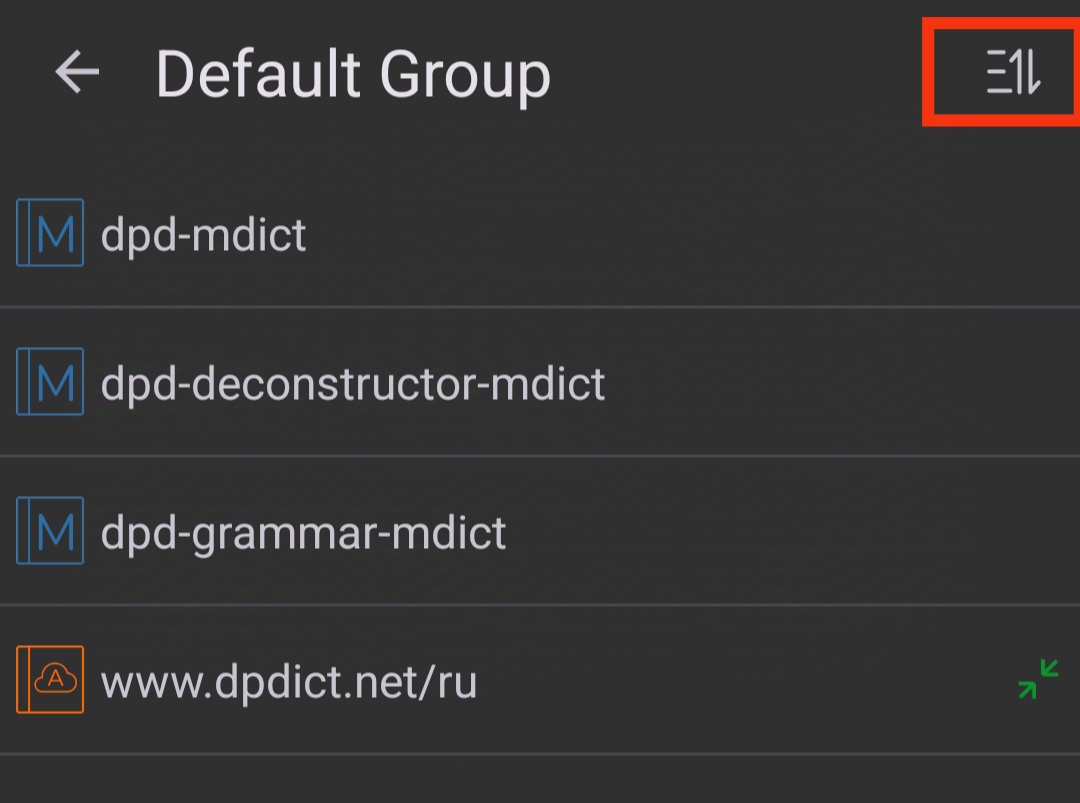 Default Group
M dpd-mdict
M dpd-deconstructor-mdict
M dpd-grammar-mdict
A www.dpdict.net/ru